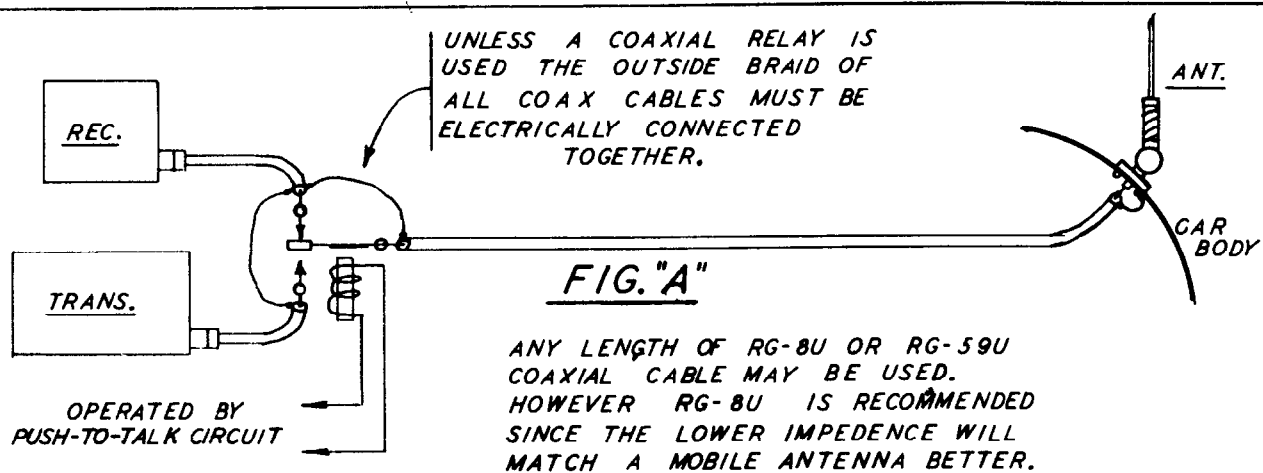 UNLESS A COAXIAL RELAY IS
USED THE OUTSIDE BRAID OF
ALL COAX CABLES MUST BE
ELECTRICALLY CONNECTED
TOGETHER.
ANT.
REC.
CAR
BODY
TRANS.
FIG. "A"
ANY LENGTH OF RG-8U OR RG-59U
COAXIAL CABLE MAY BE USED.
HOWEVER RG-8U IS RECOMMENDED
SINCE THE LOWER IMPEDENCE WILL
MATCH A MOBILE ANTENNA BETTER.
OPERATED BY
PUSH-TO-TALK CIRCUIT